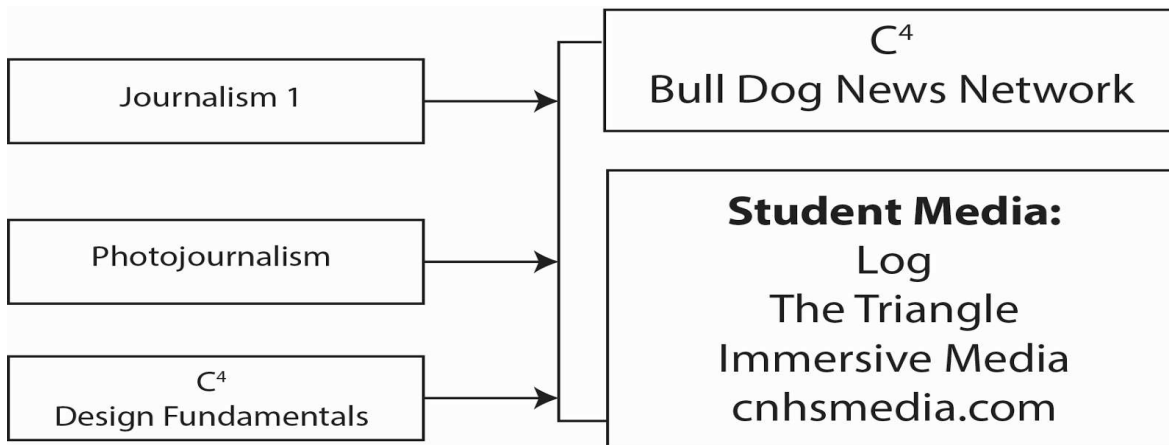 Journalism 1
Photojournalism
C⁴
Design Fundamentals
C⁴
Bull Dog News Network
Student Media:
Log
The Triangle
Immersive Media
cnhsmedia.com